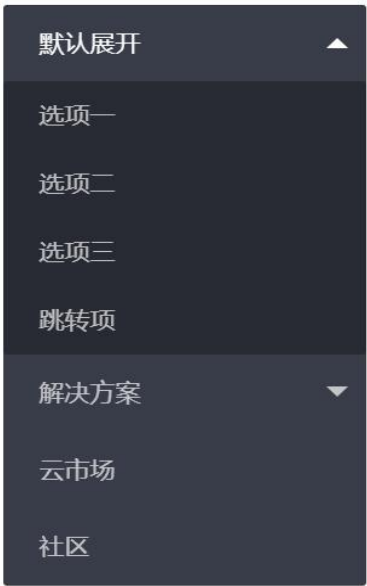 默认展开
选项一
选项二
选项三
跳转项
解决方案
云市场
社区